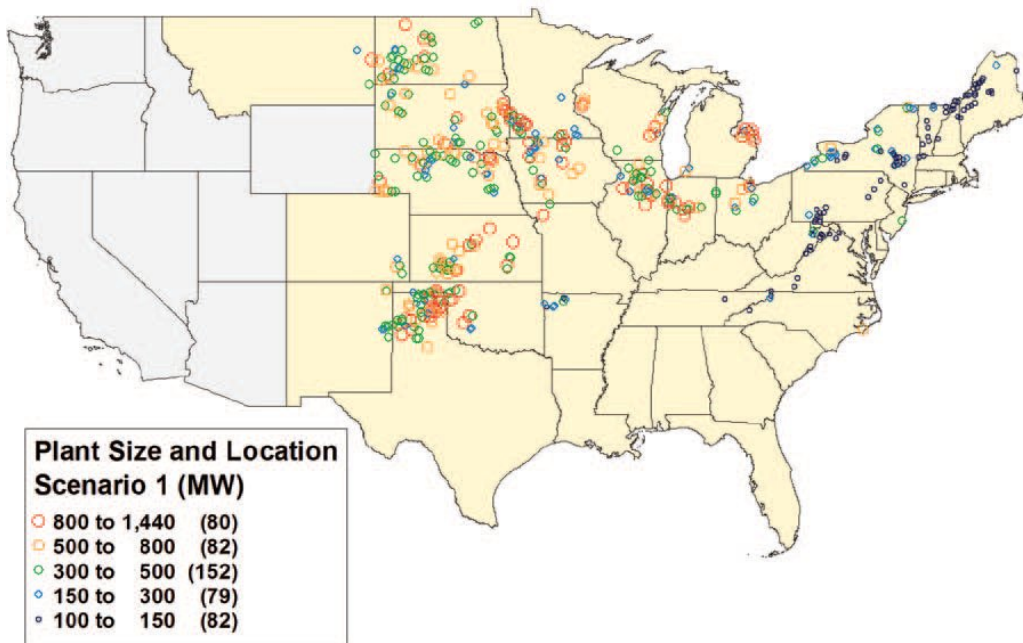 Plant Size and Location
Scenario 1 (MW)
800 to 1,440 (80)
500 to 800 (82)
300 to 500 (152)
150 to 300 (79)
100 to 150 (82)